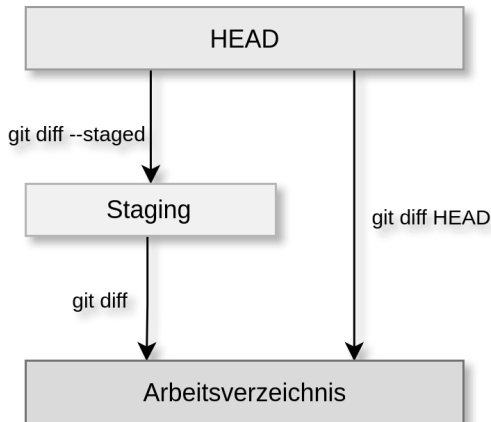 HEAD
git diff --staged
Staging
git diff HEAD
git diff
Arbeitsverzeichnis